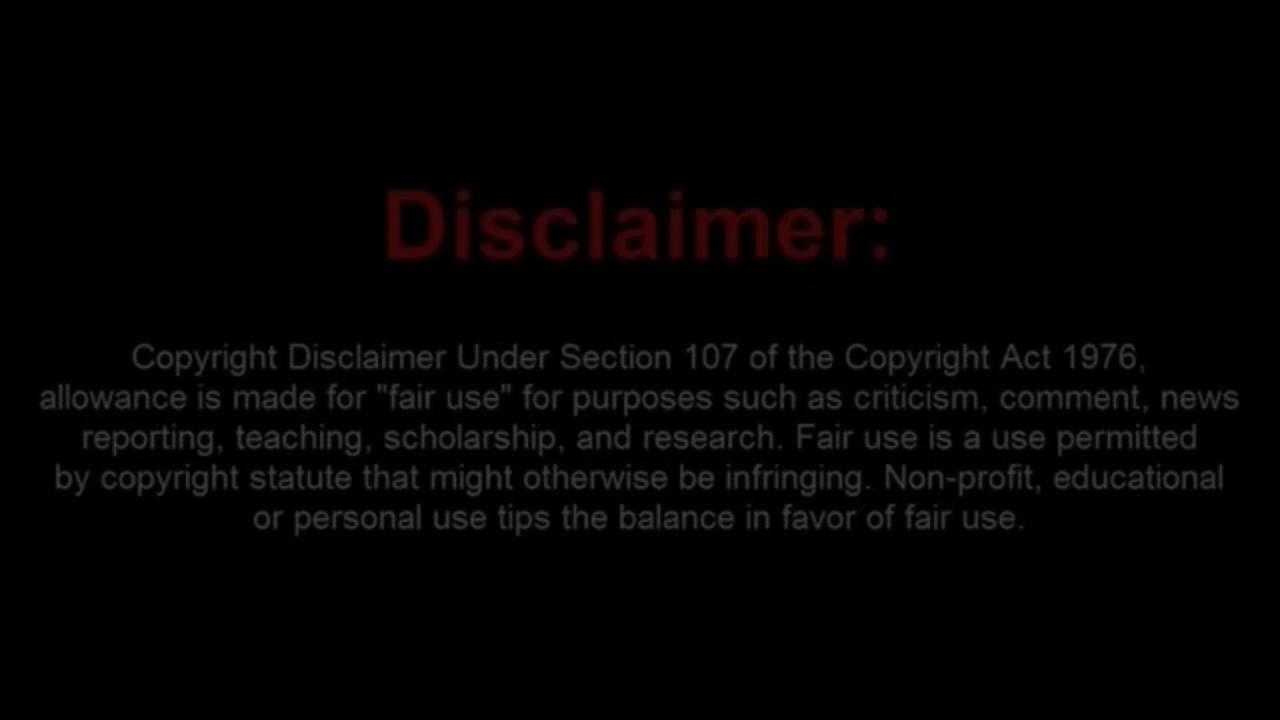 Disclaimer:
Copyright Disclaimer Under Section 107 of the Copyright Act 1976,
allowance is made for "fair use" for purposes such as criticism, comment, news
reporting, teaching, scholarship, and research. Fair use is a use permitted
by copyright statute that might otherwise be infringing. Non-profit, educational
or personal use tips the balance in favor of fair use.